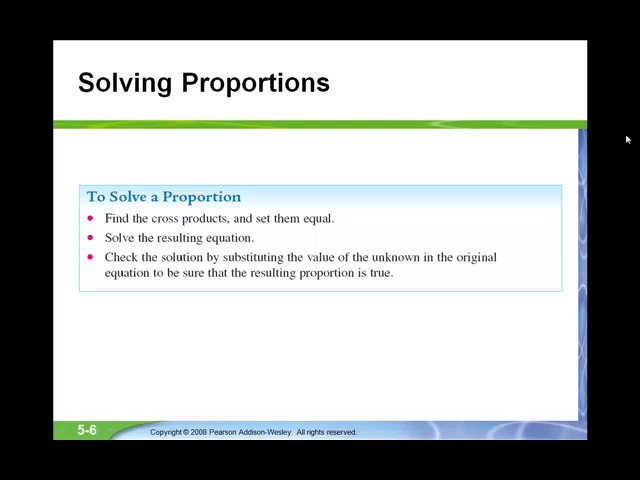 Solving Proportions
To Solve a Proportion
• Find the cross products, and set them equal.
• Solve the resulting equation.
• Check the solution by substituting the value of the unknown in the original
equation to be sure that the resulting proportion is true.
5-6
Copyright © 2008 Pearson Addison-Wesley. All rights reserved.